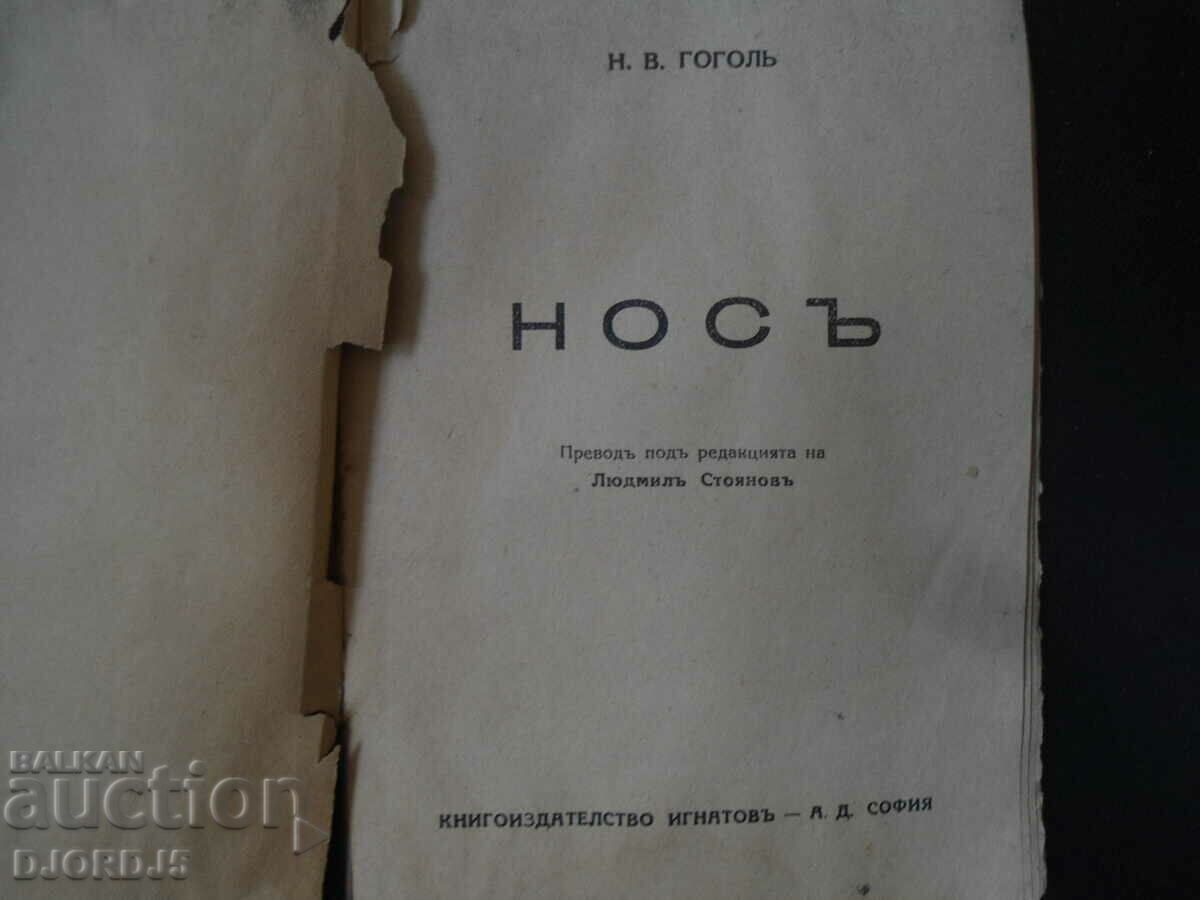 Н. В. ГОГОЛЬ
НОСЪ
Преводъ подъ редакцията на
Людмилъ Стояновъ
КНИГОИЗДАТЕЛСТВО ИГНАТОВЪ — А. Д. СОФИЯ
BALKAN
auction
DJORDJ5